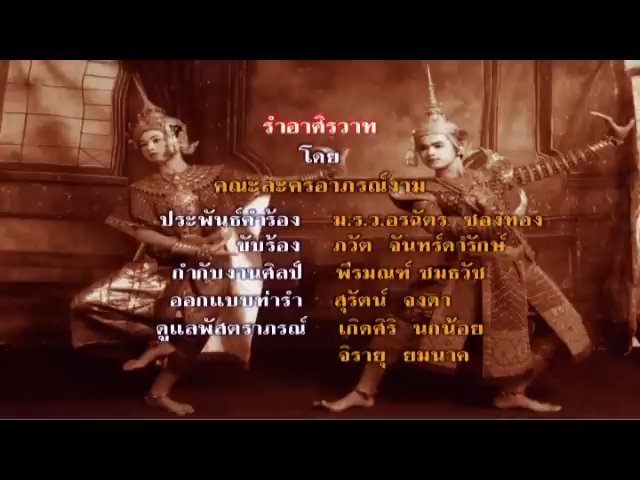 รำอาศิรวาท
โดย
คณะละครอาภรณ์งาม
ประพันธ์คำร้อง ม.ร.ว.อรฉัตร ซองทอง
ขับร้อง ภวัต จันทร์ดารักษ์
กำกับงานศิลป์ พีรมณฑ์ ชมธวัช
ออกแบบท่ารำ สุรัตน์ จงดา
ดูแลพัสตราภรณ์ เกิดศิริ นกน้อย
จิรายุ ยมนาค